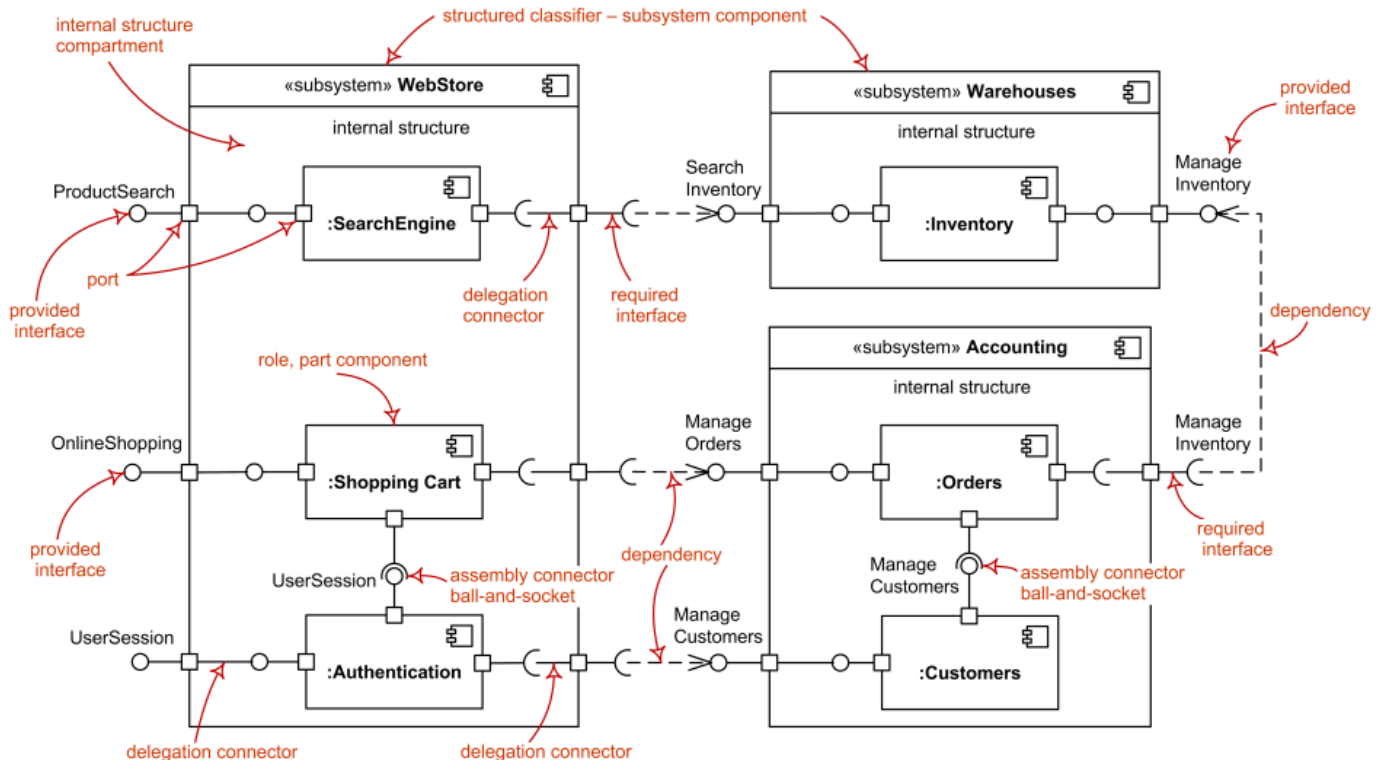 structured classifier – subsystem component
internal structure
compartment
«subsystem» WebStore
internal structure
«subsystem» Warehouses
internal structure
provided
interface
ProductSearch
:SearchEngine
Search
Inventory
:Inventory
Manage
Inventory
port
provided
interface
delegation
connector
required
interface
dependency
role, part component
«subsystem» Accounting
internal structure
OnlineShopping
:Shopping Cart
Manage
Orders
:Orders
Manage
Inventory
provided
interface
dependency
required
interface
UserSession
assembly connector
ball-and-socket
Manage
Customers
assembly connector
ball-and-socket
UserSession
:Authentication
Manage
Customers
:Customers
delegation connector
delegation connector